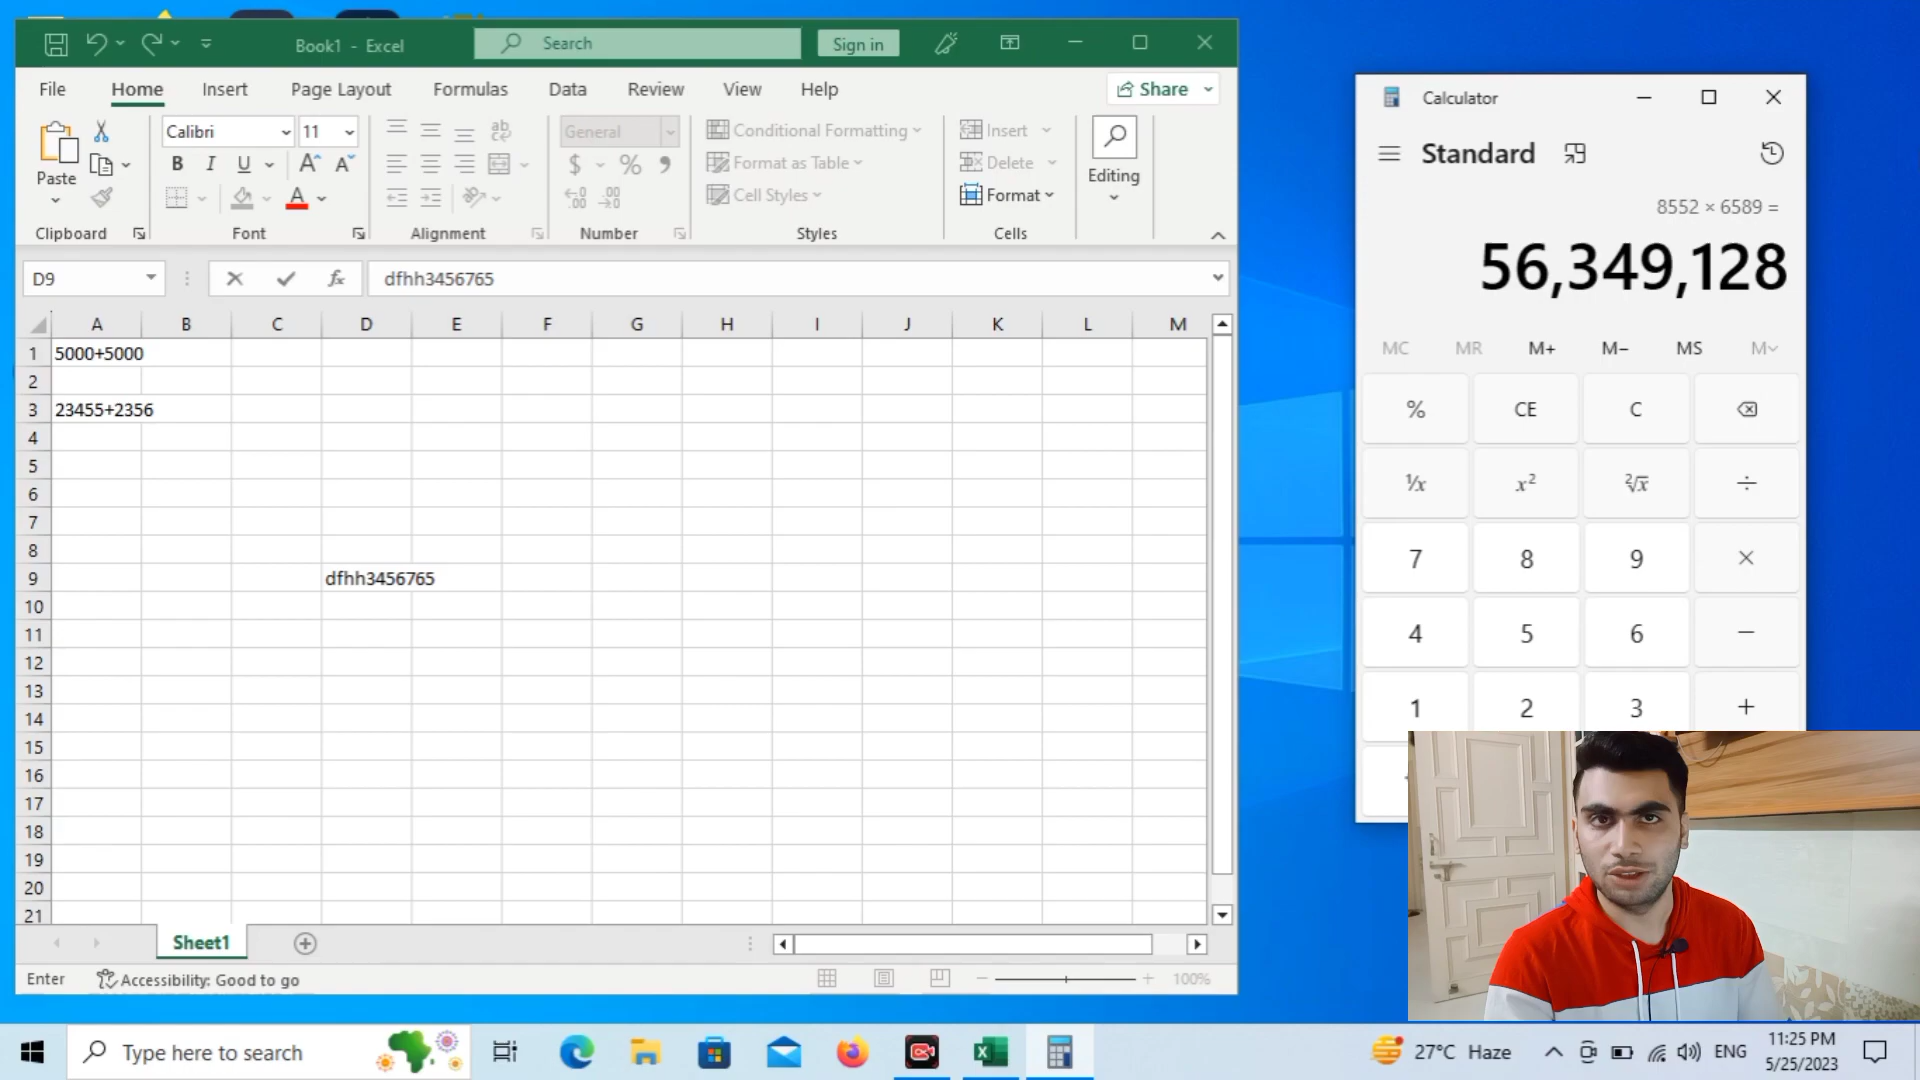 Book1 - Excel
Search
Sign in
File Home Insert Page Layout Formulas Data Review View Help
Share
Paste
Clipboard
Calibri 11
B I U A A
A
Font
ab
Alignment
General
$ % ,
Number
Conditional Formatting
Format as Table
Cell Styles
Styles
Insert
Delete
Format
Cells
Editing
D9
fx
dfhh3456765
A B C D E F G H I J K L M
1 5000+5000
2
3 23455+2356
4
5
6
7
8
9 dfhh3456765
10
11
12
13
14
15
16
17
18
19
20
21
Sheet1
Enter
Accessibility: Good to go
100%
Calculator
Standard
8552 × 6589 =
56,349,128
MC MR M+ M− MS M
% CE C
¹/x x² ²√x ÷
7 8 9 ×
4 5 6 −
1 2 3 +
Type here to search
27°C Haze
ENG
11:25 PM
5/25/2023